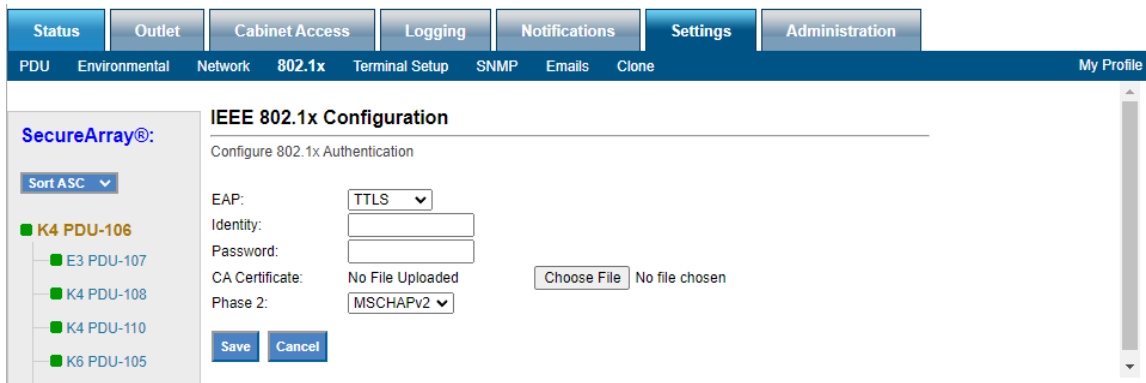 Status Outlet Cabinet Access Logging Notifications Settings Administration
PDU Environmental Network 802.1x Terminal Setup SNMP Emails Clone My Profile
SecureArray®:
Sort ASC
K4 PDU-106
E3 PDU-107
K4 PDU-108
K4 PDU-110
K6 PDU-105
IEEE 802.1x Configuration
Configure 802.1x Authentication
EAP: TTLS
Identity:
Password:
CA Certificate: No File Uploaded Choose File No file chosen
Phase 2: MSCHAPv2
Save Cancel